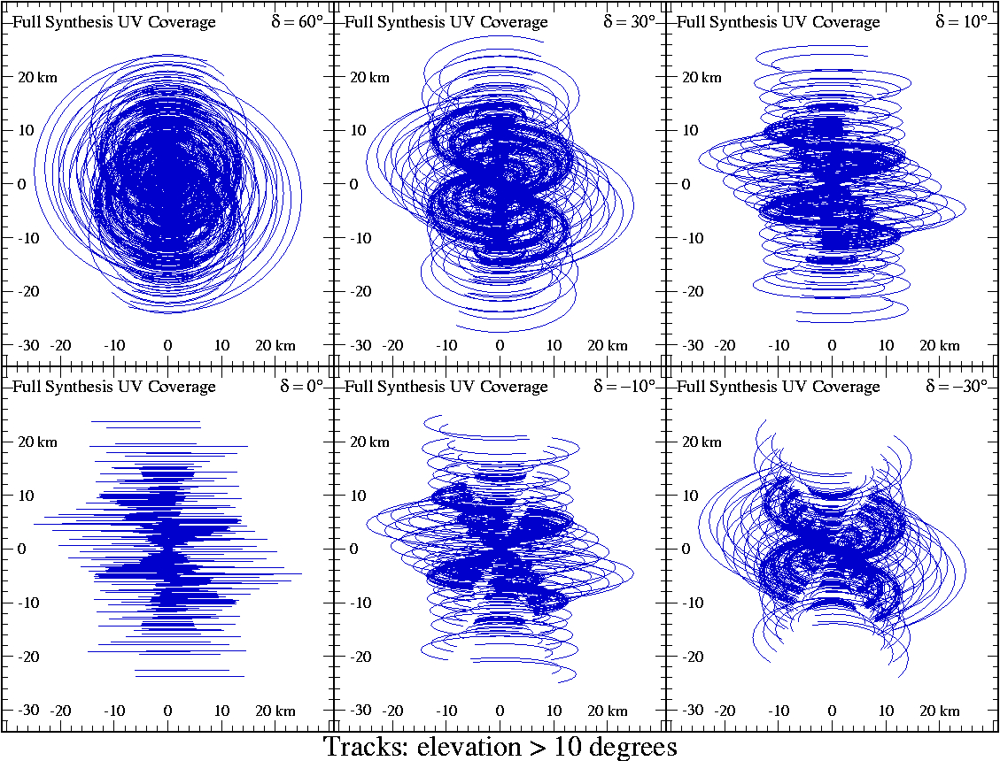 Full Synthesis UV Coverage δ = 60°
20 km
10
0
-10
-20
-30 -20 -10 0 10 20 km
Full Synthesis UV Coverage δ = 30°
20 km
10
0
-10
-20
-30 -20 -10 0 10 20 km
Full Synthesis UV Coverage δ = 10°
20 km
10
0
-10
-20
-30 -20 -10 0 10 20 km
Full Synthesis UV Coverage δ = 0°
20 km
10
0
-10
-20
-30 -20 -10 0 10 20 km
Full Synthesis UV Coverage δ = −10°
20 km
10
0
-10
-20
-30 -20 -10 0 10 20 km
Full Synthesis UV Coverage δ = −30°
20 km
10
0
-10
-20
-30 -20 -10 0 10 20 km
Tracks: elevation > 10 degrees